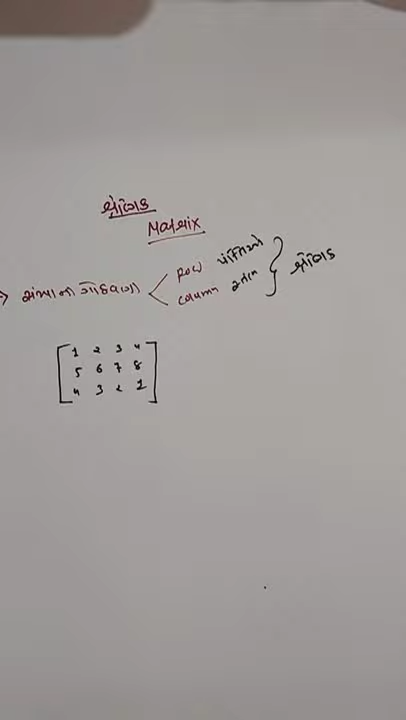 શ્રેણિક
Matrix
→ સંખ્યાના ગોઠવણી < Row પંક્તિઓ } શ્રેણિક
column સ્તંભ
1 2 3 4
5 6 7 8
4 3 2 1